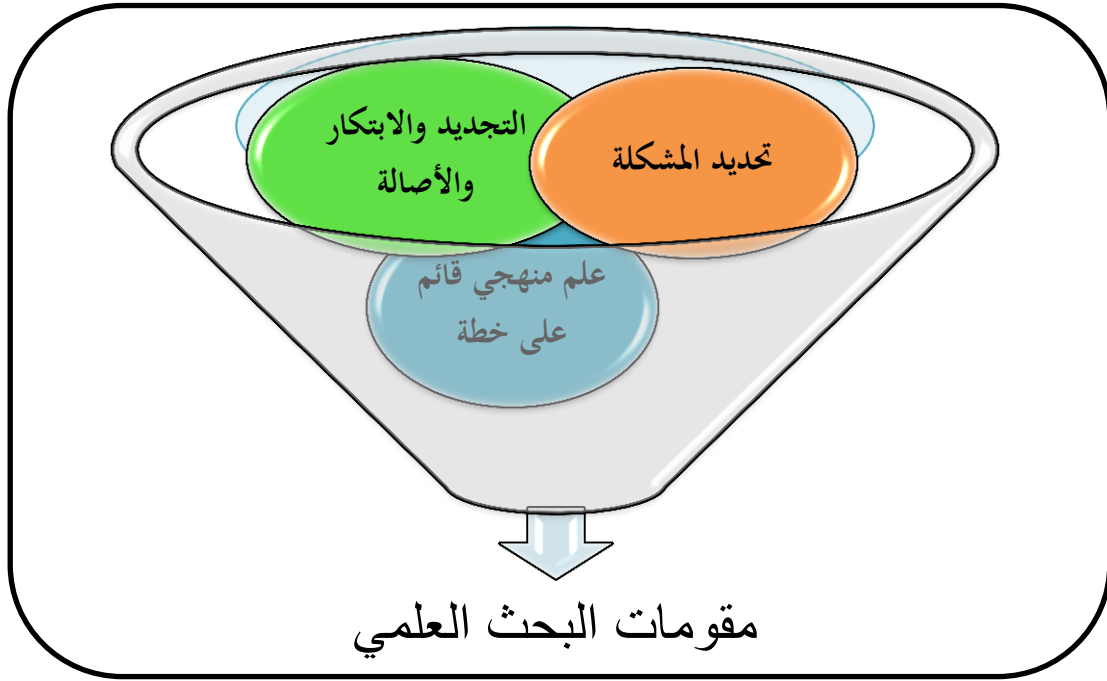 تحديد المشكلة
التجديد والابتكار
والأصالة
علم منهجي قائم
على خطة
مقومات البحث العلمي